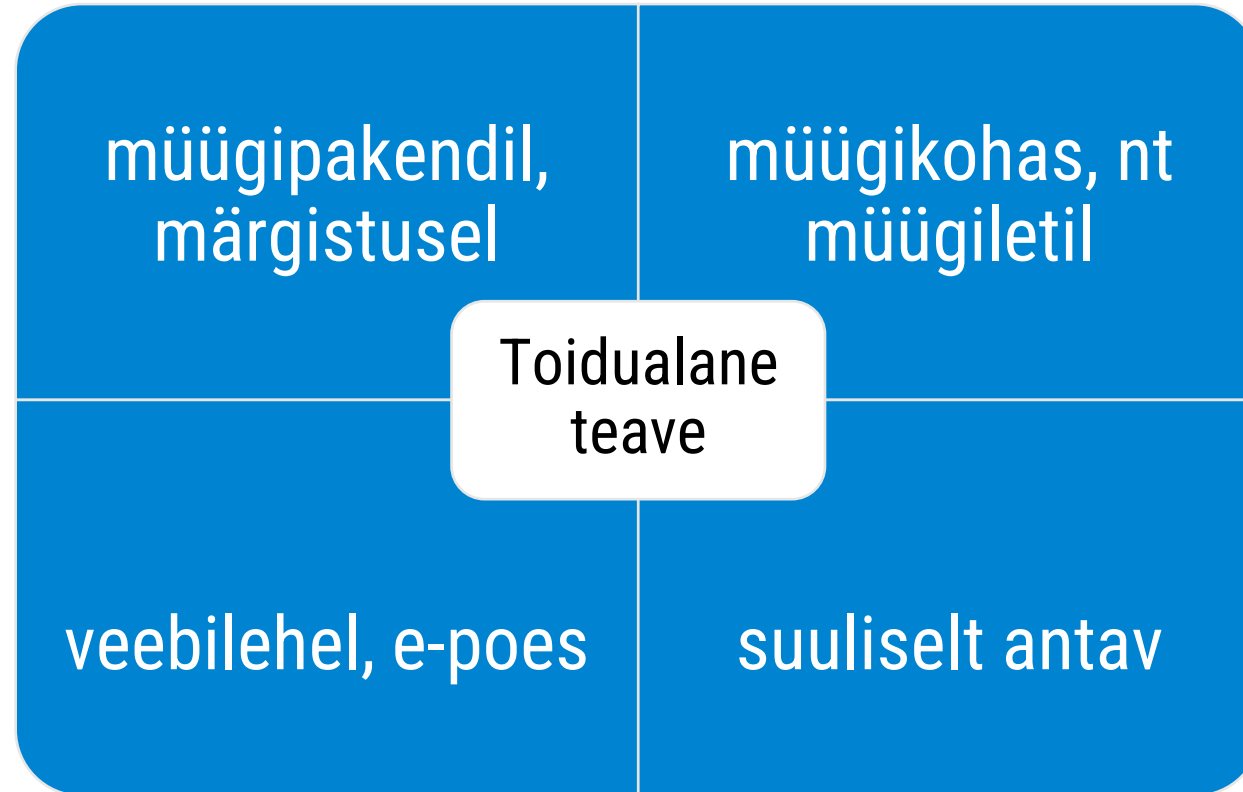 müügipakendil,
märgistusel
müügikohas, nt
müügiletil
Toidualane
teave
veebilehel, e-poes
suuliselt antav